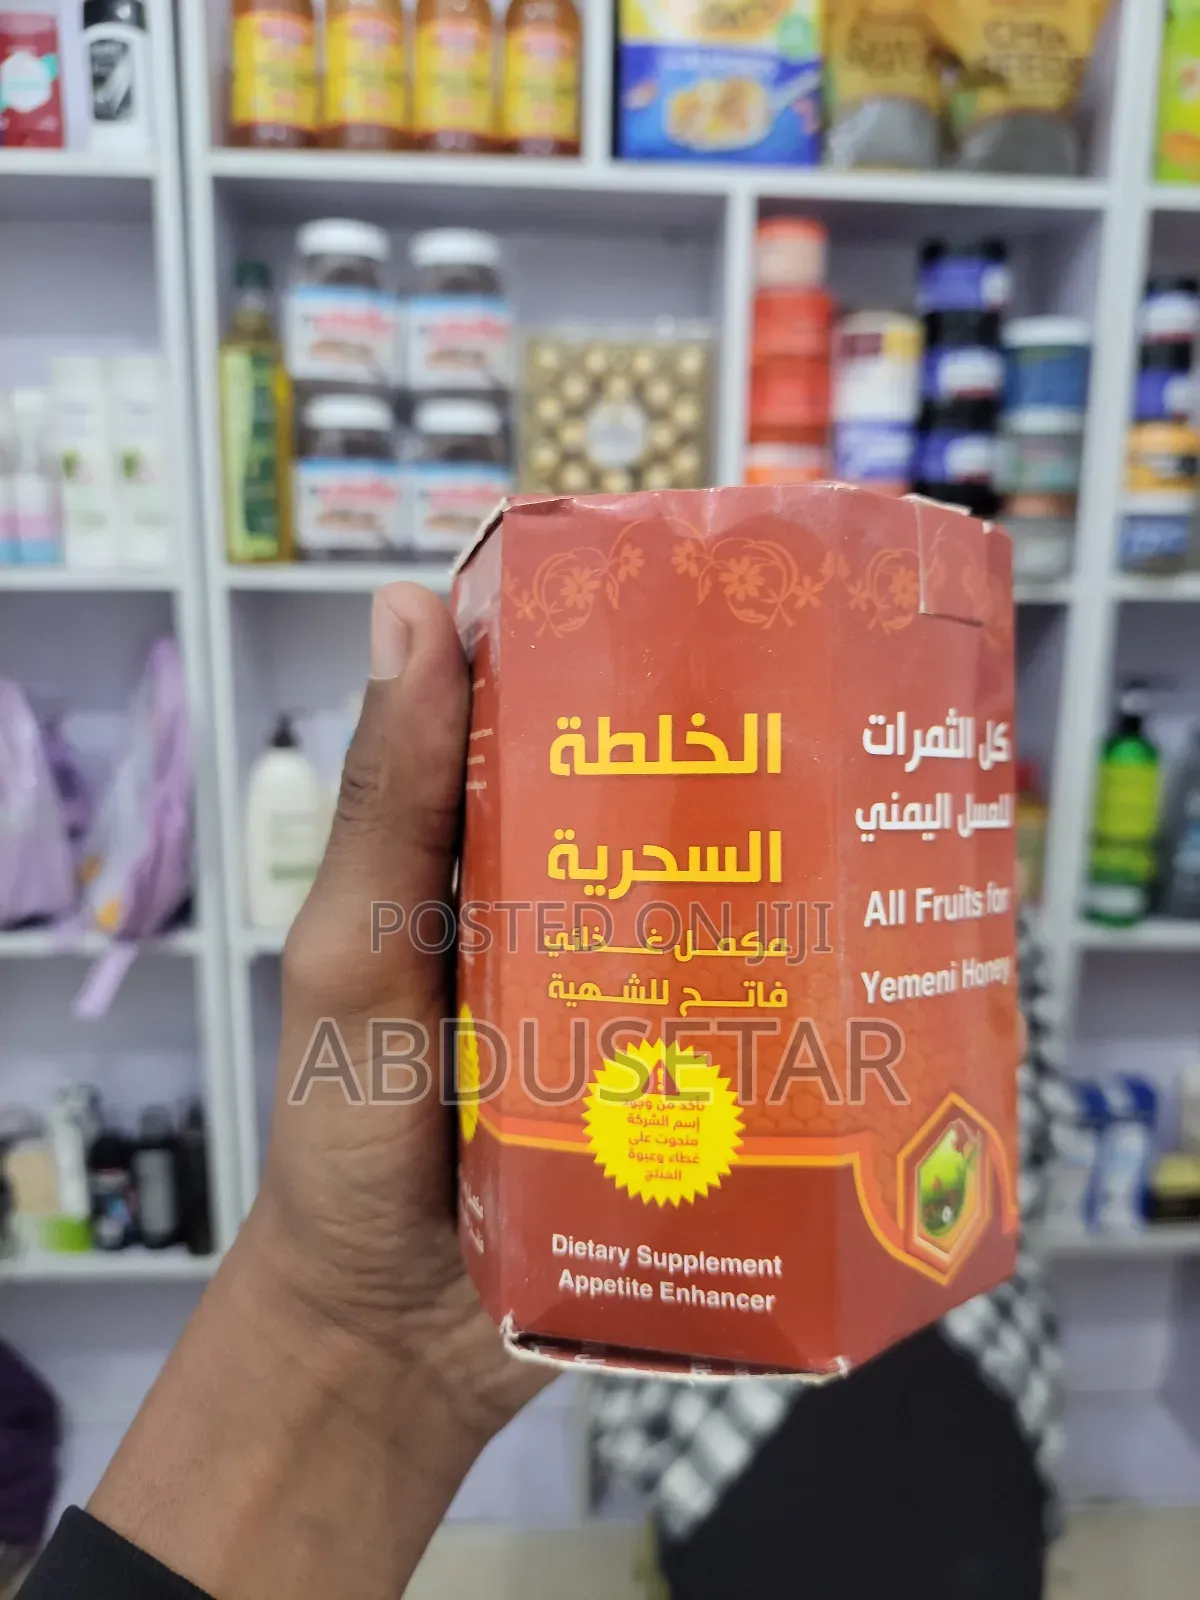 الخلطة
السحرية
مكمل غذائي
فاتح للشهية
تأكد من وجود
إسم الشركة
منحوت على
غطاء وعبوة
المنتج
Dietary Supplement
Appetite Enhancer
كل الثمرات
للعسل اليمني
All Fruits for
Yemeni Honey
POSTED ON JIJI
ABDUSETAR